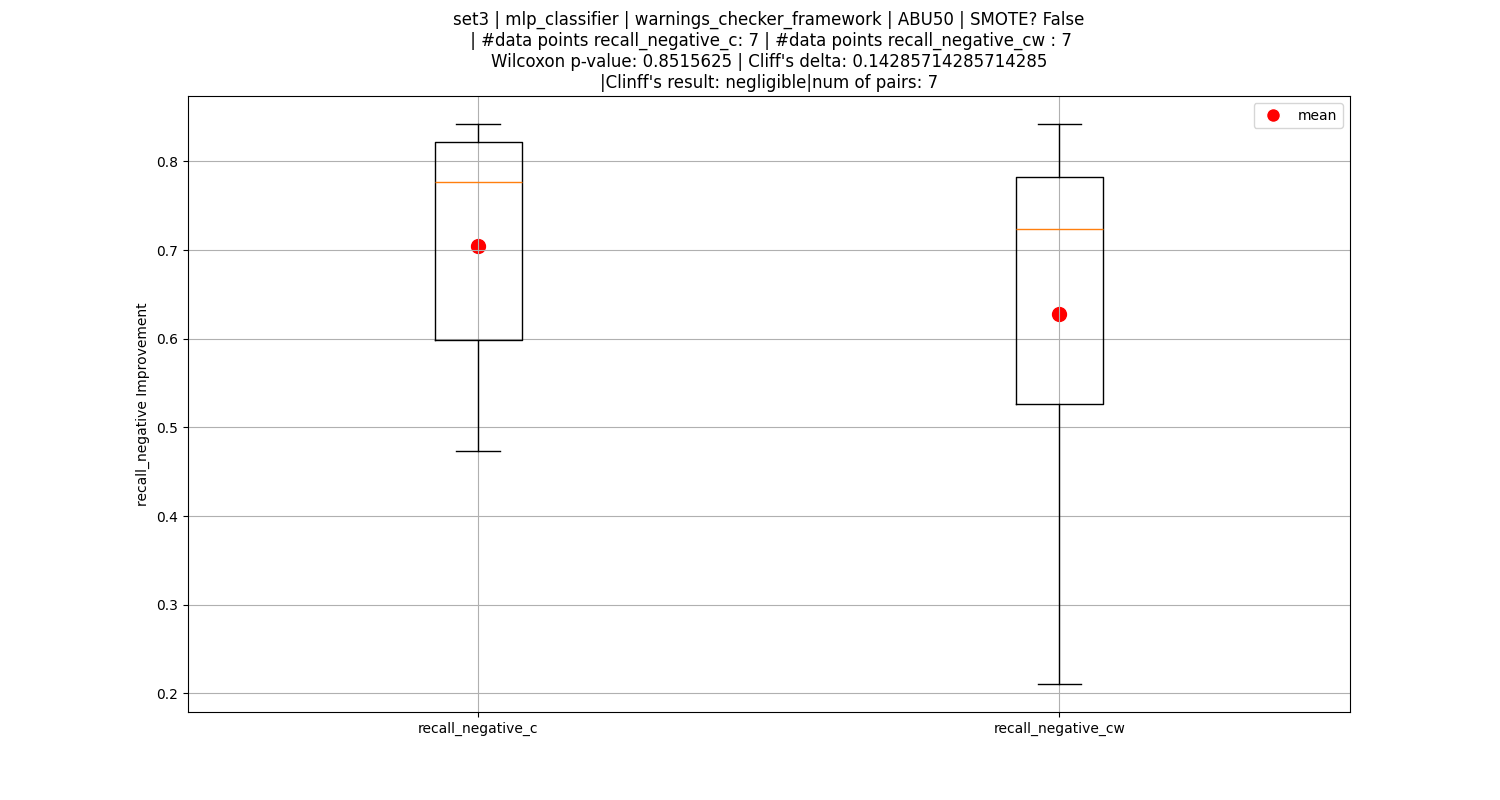 set3 | mlp_classifier | warnings_checker_framework | ABU50 | SMOTE? False
| #data points recall_negative_c: 7 | #data points recall_negative_cw : 7
Wilcoxon p-value: 0.8515625 | Cliff's delta: 0.14285714285714285
|Clinff's result: negligible|num of pairs: 7
mean
0.8
0.7
0.6
0.5
0.4
0.3
0.2
recall_negative Improvement
recall_negative_c
recall_negative_cw